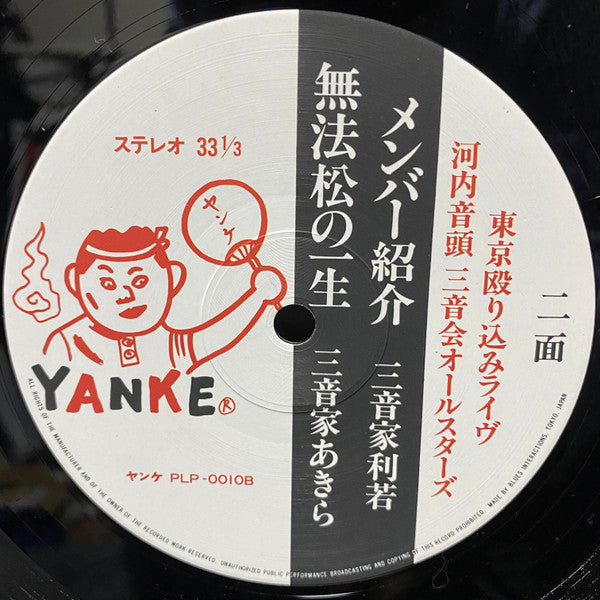 二面
東京殴り込みライヴ
河内音頭 三音会オールスターズ
メンバー紹介 三音家利若
無法松の一生 三音家あきら
ステレオ 33 1/3
ヤンケ
YANKE®
ヤンケ PLP-0010B
ALL RIGHTS OF THE MANUFACTURER AND OF THE OWNER OF THE RECORDED WORK RESERVED. UNAUTHORIZED PUBLIC PERFORMANCE BROADCASTING AND COPYING OF THIS RECORD PROHIBITED. MADE BY BLUES INTERACTIONS, TOKYO, JAPAN